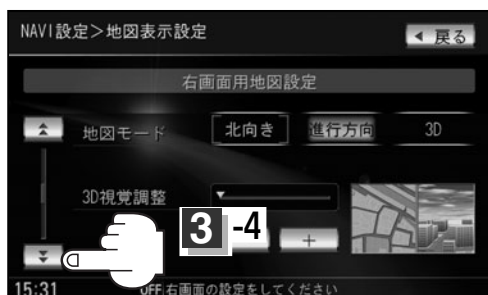 NAVI設定>地図表示設定
◀ 戻る
右画面用地図設定
地図モード 北向き 進行方向 3D
3D視覚調整
3 -4
+
15:31 OFF 右画面の設定をしてください